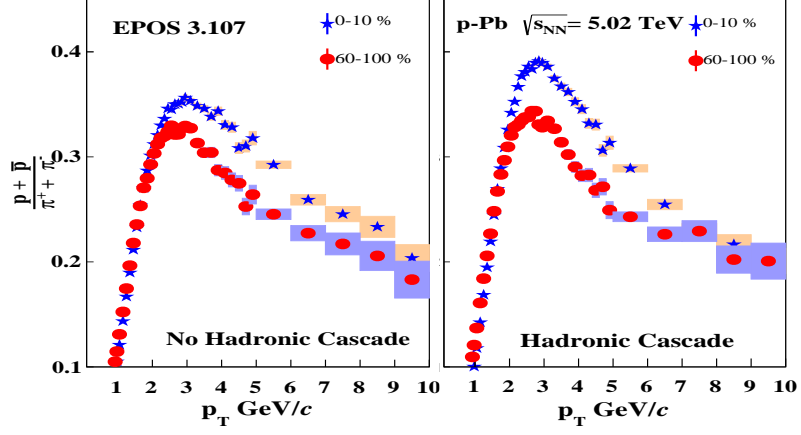 EPOS 3.107
0-10 %
60-100 %
p-Pb √sNN = 5.02 TeV
0-10 %
60-100 %
0.4
0.3
0.2
0.1
p + p̅
π⁺ + π⁻
No Hadronic Cascade
Hadronic Cascade
1 2 3 4 5 6 7 8 9 10
1 2 3 4 5 6 7 8 9 10
pT GeV/c
pT GeV/c